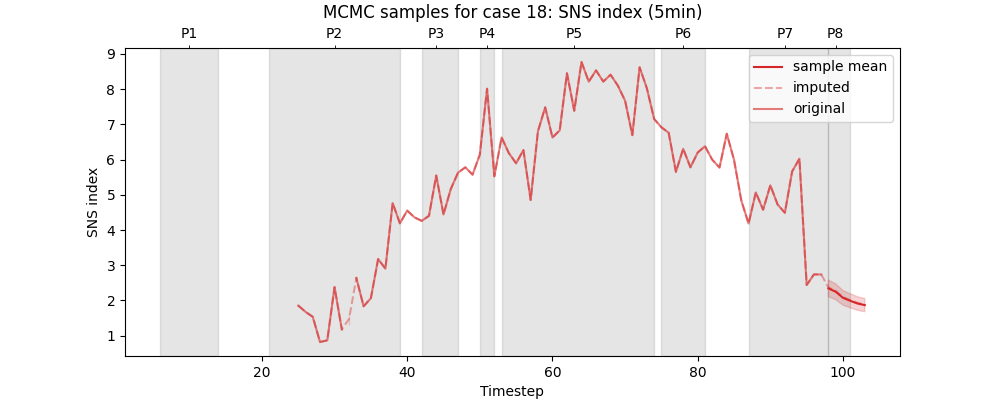 MCMC samples for case 18: SNS index (5min)
P1 P2 P3 P4 P5 P6 P7 P8
9
8
7
6
5
4
3
2
1
SNS index
sample mean
imputed
original
20 40 60 80 100
Timestep